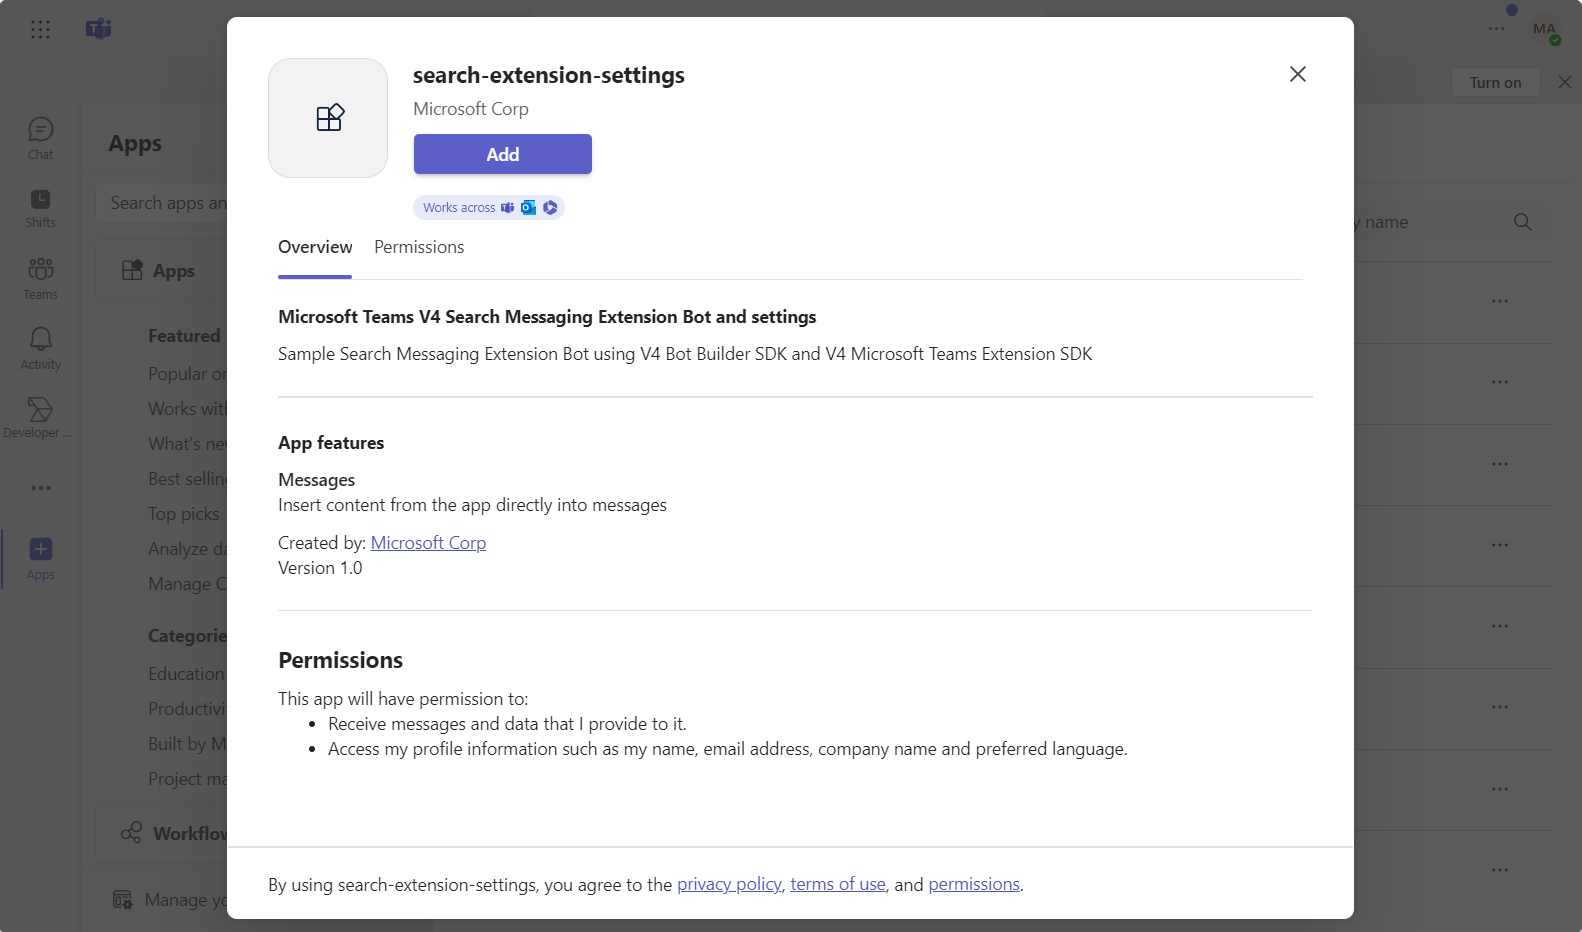 MA
Turn on
Chat
Shifts
Teams
Activity
Developer ...
Apps
Apps
Search apps an
Apps
Featured
Popular
Works with
What's new
Best selling
Top picks
Analyze
Manage
Categorie
Education
Productivi
Built by M
Project
Workflow
Manage
name
search-extension-settings
Microsoft Corp
Add
Works across
Overview Permissions
Microsoft Teams V4 Search Messaging Extension Bot and settings
Sample Search Messaging Extension Bot using V4 Bot Builder SDK and V4 Microsoft Teams Extension SDK
App features
Messages
Insert content from the app directly into messages
Created by: Microsoft Corp
Version 1.0
Permissions
This app will have permission to:
• Receive messages and data that I provide to it.
• Access my profile information such as my name, email address, company name and preferred language.
By using search-extension-settings, you agree to the privacy policy, terms of use, and permissions.